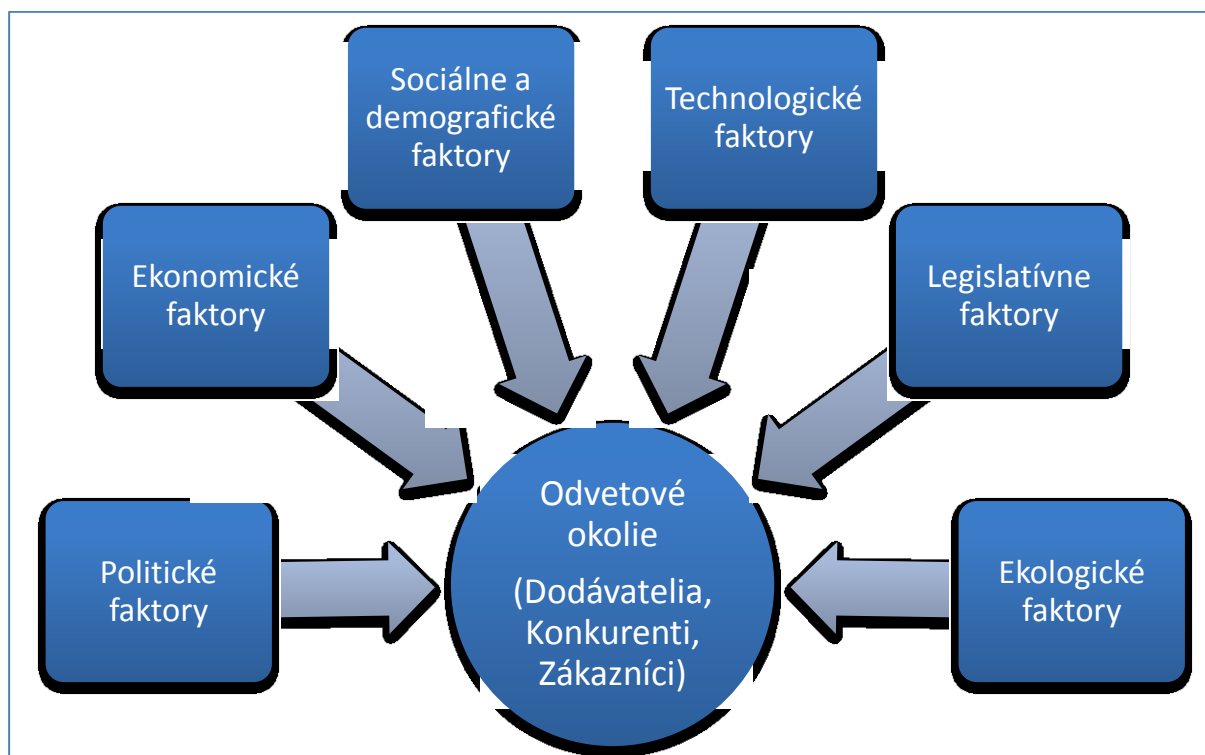 Sociálne a
demografické
faktory
Technologické
faktory
Ekonomické
faktory
Legislatívne
faktory
Politické
faktory
Odvetové
okolie
(Dodávatelia,
Konkurenti,
Zákazníci)
Ekologické
faktory